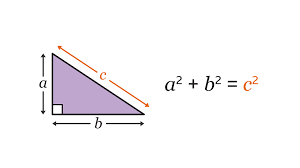 a
c
b
a² + b² = c²